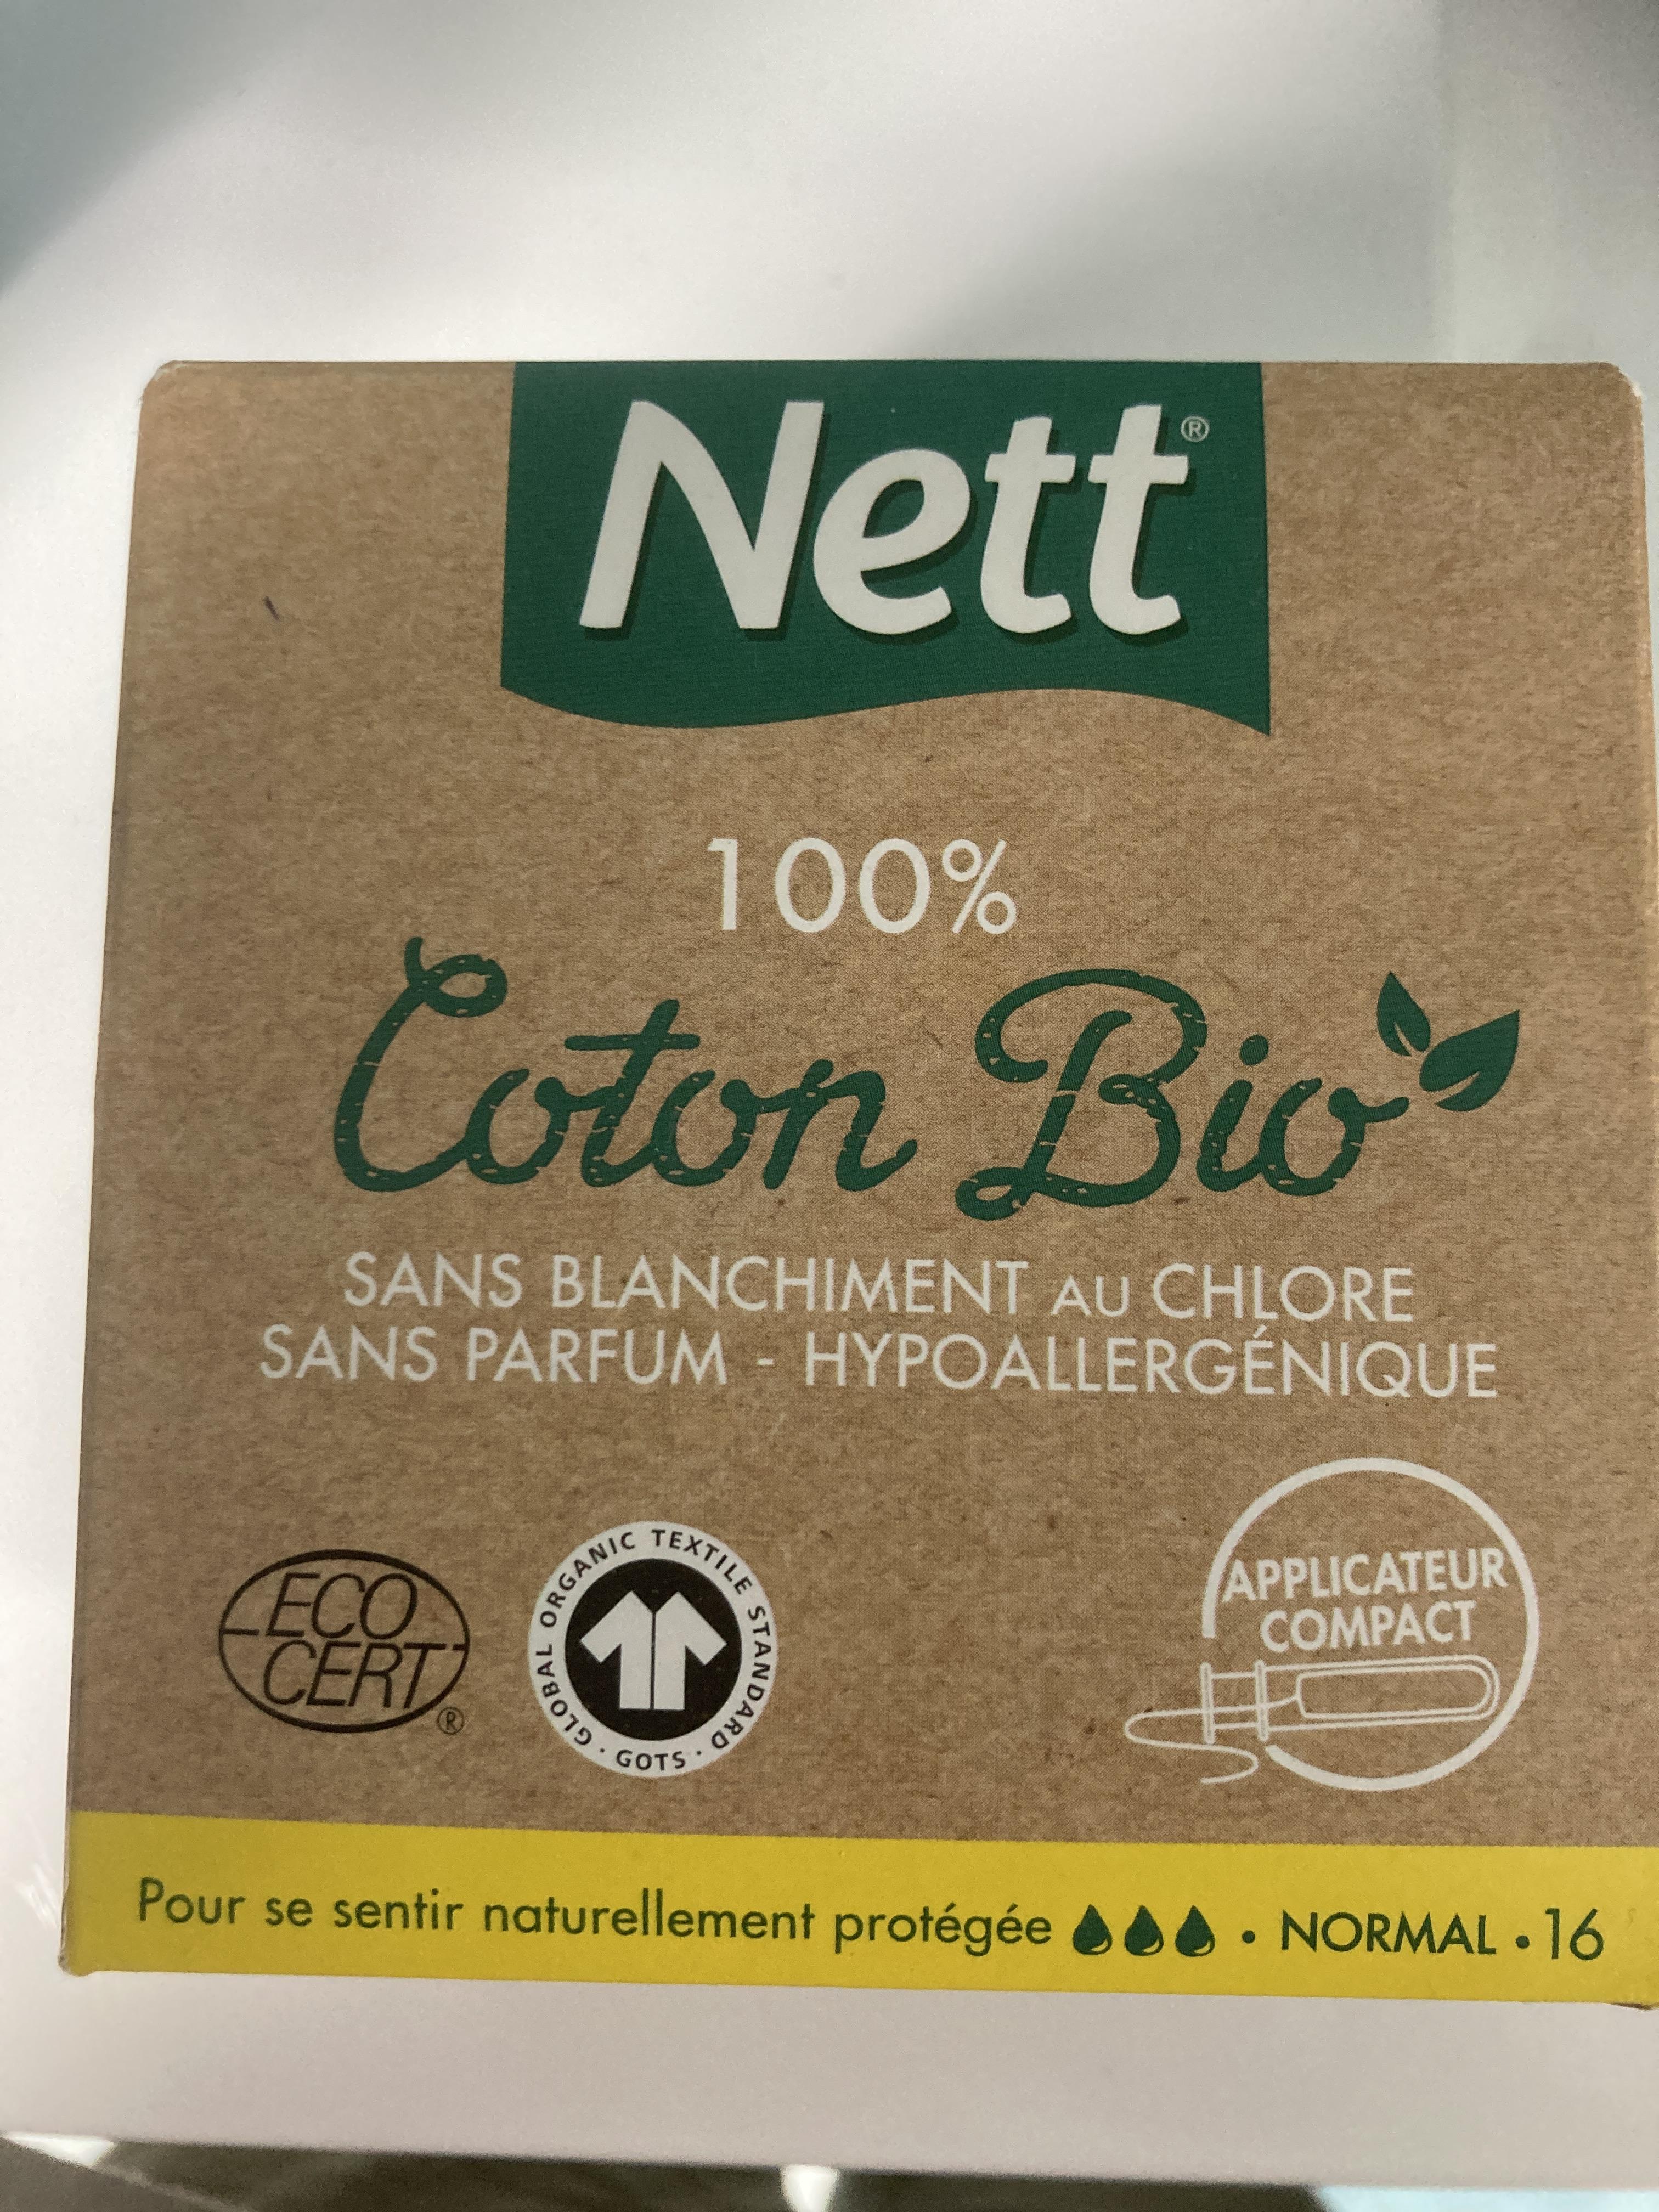 Nett®
100%
Coton Bio
SANS BLANCHIMENT AU CHLORE
SANS PARFUM - HYPOALLERGÉNIQUE
ECO
CERT
®
GLOBAL ORGANIC TEXTILE STANDARD · GOTS ·
APPLICATEUR
COMPACT
Pour se sentir naturellement protégée • NORMAL • 16